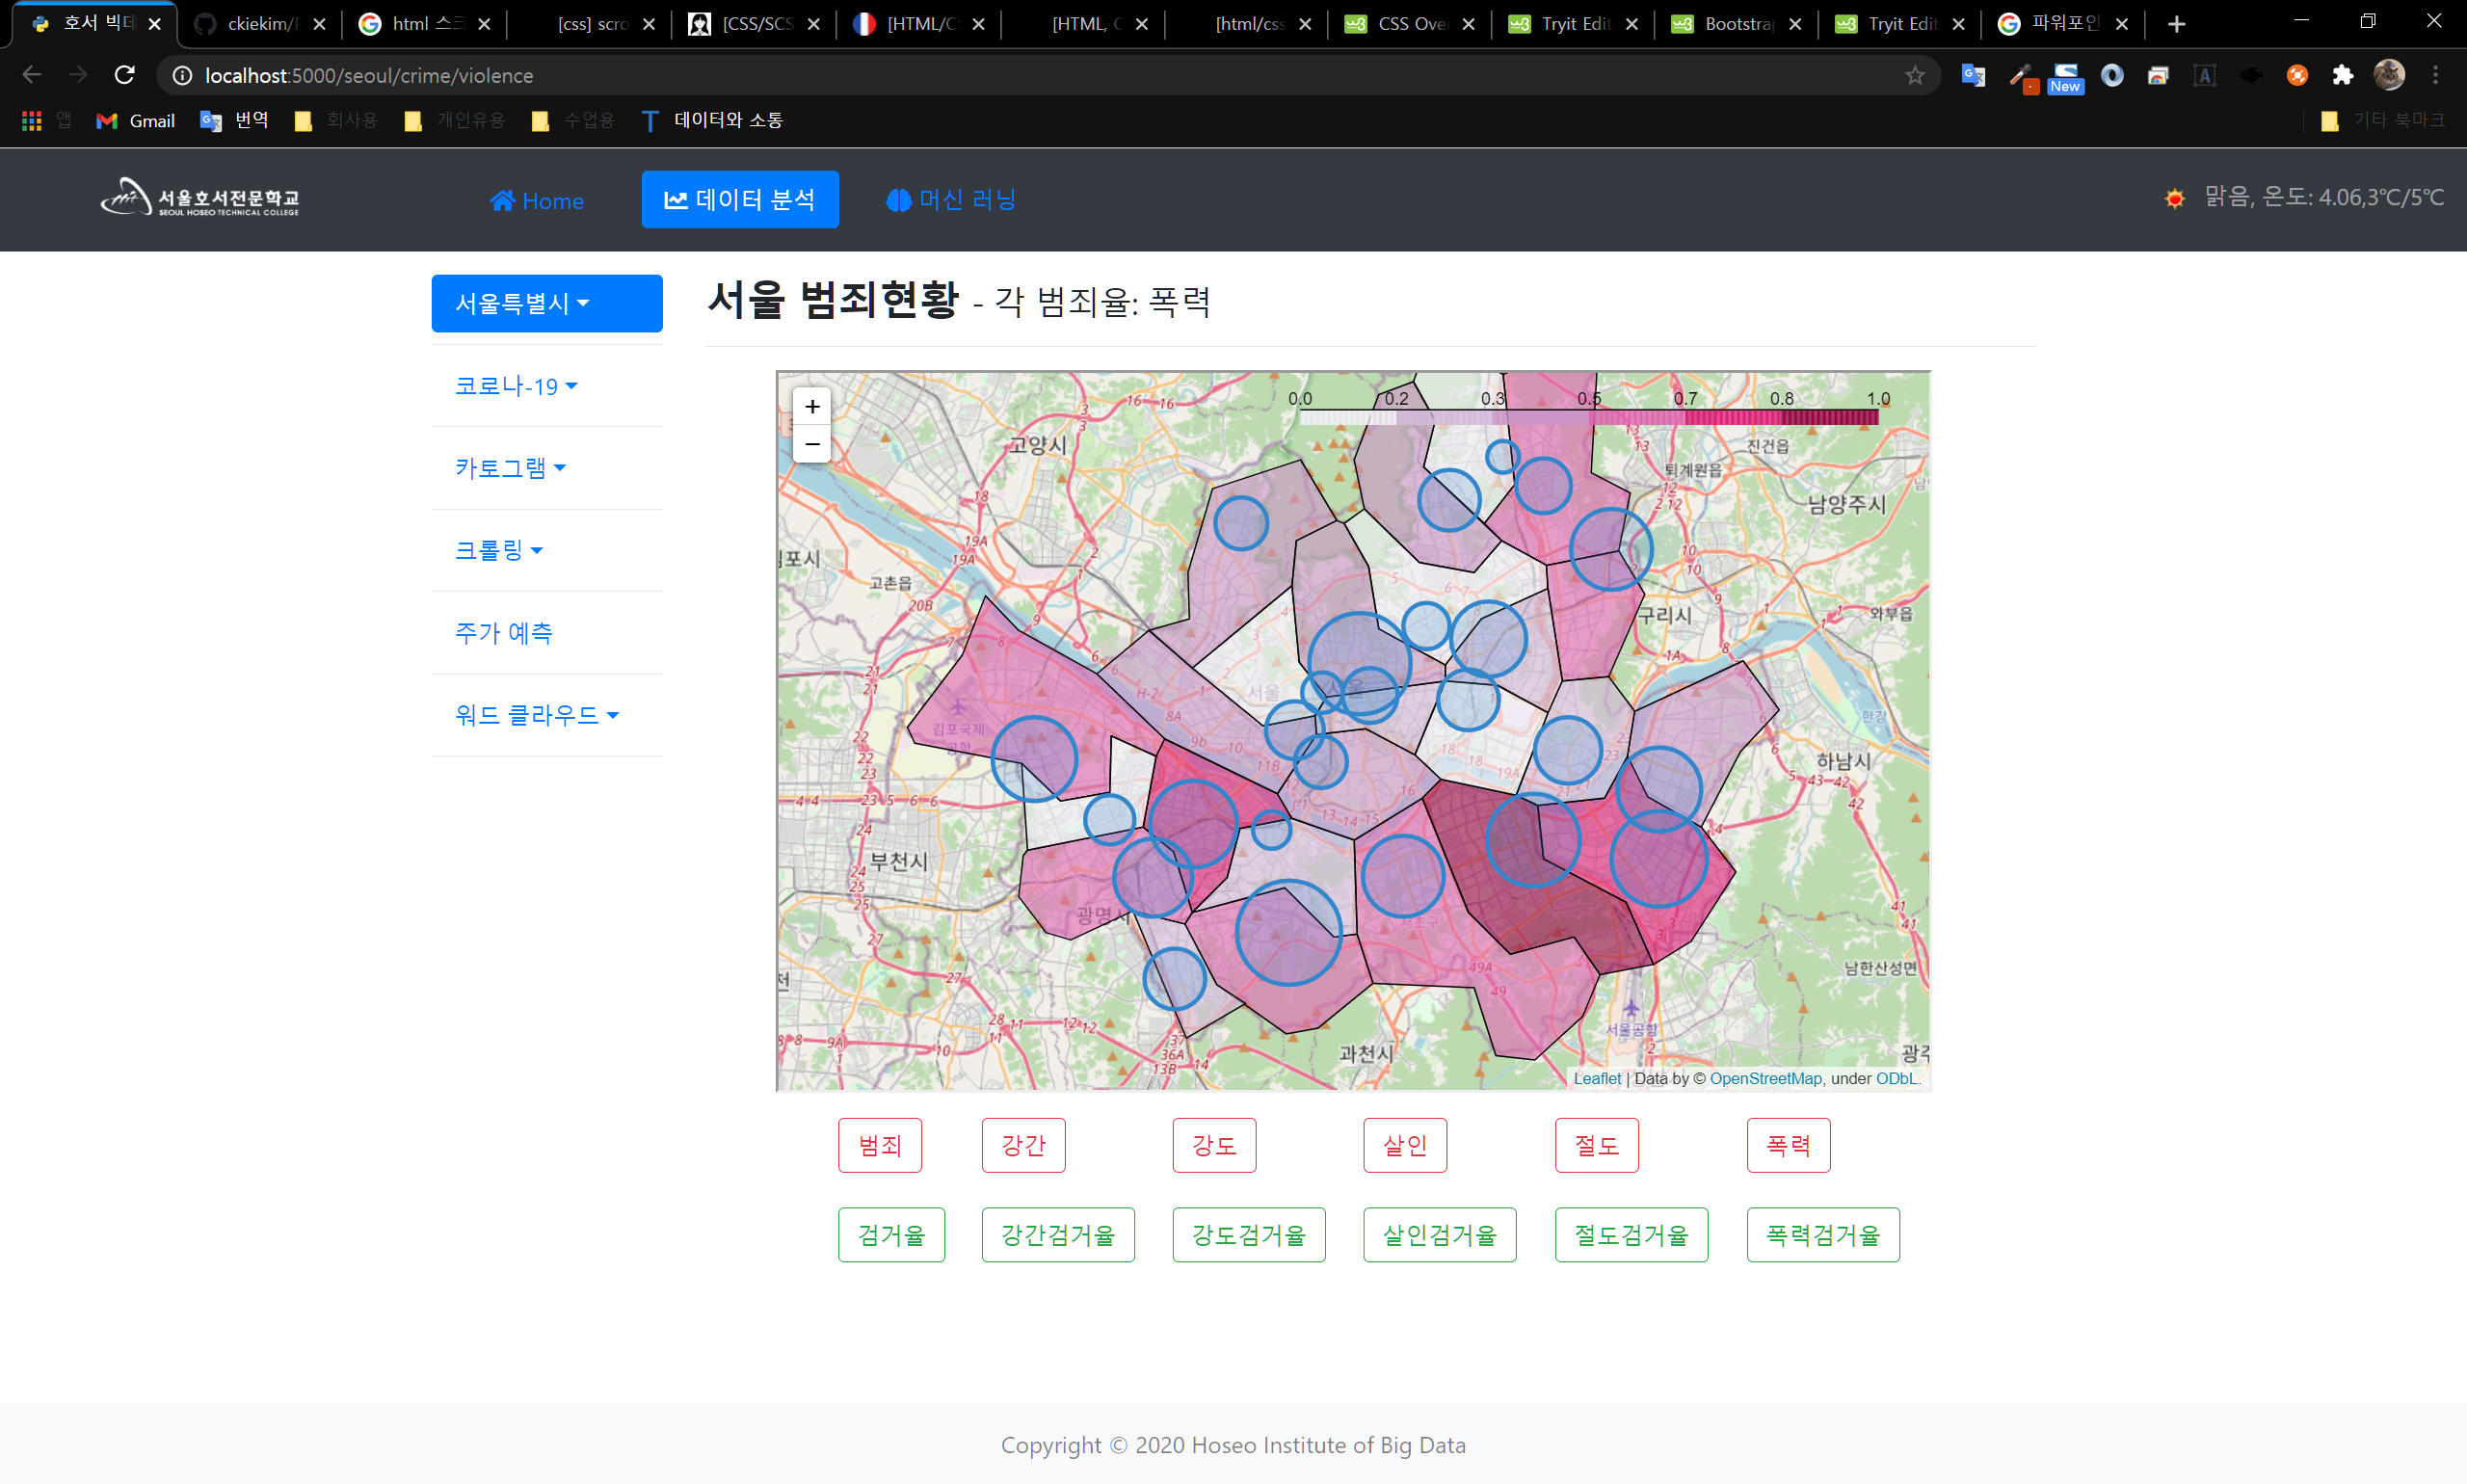 호서 빅데
ckiekim/
html 스크
[css] scro
[CSS/SCS
[HTML/C
[HTML, C
[html/css
CSS Ove
Tryit Edit
Bootstrap
Tryit Edit
파워포인
localhost:5000/seoul/crime/violence
New
앱
Gmail
번역
회사용
개인유용
수업용
데이터와 소통
기타 북마크
서울호서전문학교
SEOUL HOSEO TECHNICAL COLLEGE
Home
데이터 분석
머신 러닝
맑음, 온도: 4.06,3℃/5℃
서울특별시
코로나-19
카토그램
크롤링
주가 예측
워드 클라우드
서울 범죄현황 - 각 범죄율: 폭력
+
−
0.0 0.2 0.3 0.5 0.7 0.8 1.0
고양시
진건읍
퇴계원읍
남양주시
고촌읍
구리시
와부읍
서울
한강
김포국제
공항
하남시
부천시
광명시
서초구
남한산성면
서울공항
과천시
Leaflet | Data by © OpenStreetMap, under ODbL.
범죄 강간 강도 살인 절도 폭력
검거율 강간검거율 강도검거율 살인검거율 절도검거율 폭력검거율
Copyright © 2020 Hoseo Institute of Big Data